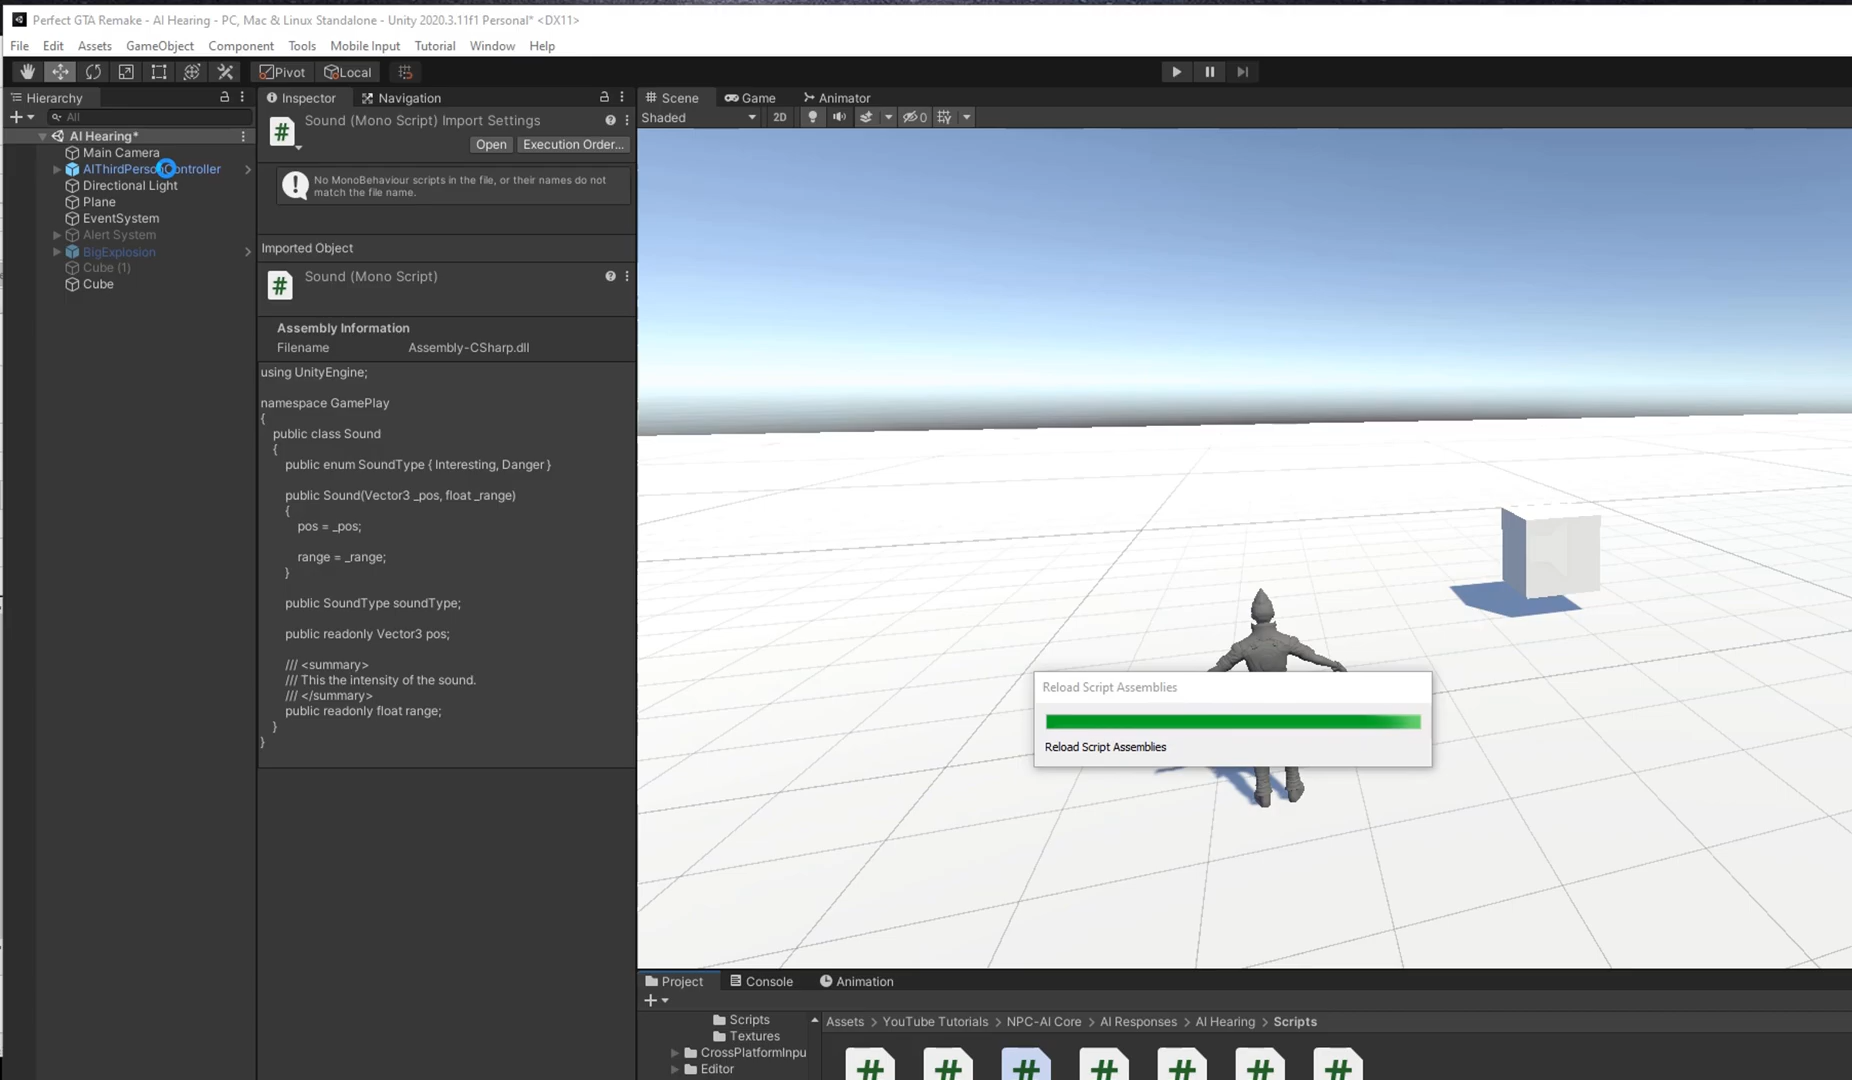 Perfect GTA Remake - AI Hearing - PC, Mac & Linux Standalone - Unity 2020.3.11f1 Personal* <DX11>
File Edit Assets GameObject Component Tools Mobile Input Tutorial Window Help
Pivot Local
Hierarchy
All
AI Hearing*
Main Camera
AIThirdPersonController
Directional Light
Plane
EventSystem
Alert System
BigExplosion
Cube (1)
Cube
Inspector Navigation
Sound (Mono Script) Import Settings
Open Execution Order...
No MonoBehaviour scripts in the file, or their names do not
match the file name.
Imported Object
Sound (Mono Script)
Assembly Information
Filename Assembly-CSharp.dll
using UnityEngine;
namespace GamePlay
{
public class Sound
{
public enum SoundType { Interesting, Danger }
public Sound(Vector3 _pos, float _range)
{
pos = _pos;
range = _range;
}
public SoundType soundType;
public readonly Vector3 pos;
/// <summary>
/// This the intensity of the sound.
/// </summary>
public readonly float range;
}
}
Scene Game Animator
Shaded 2D 0
Reload Script Assemblies
Reload Script Assemblies
Project Console Animation
Scripts
Textures
CrossPlatformInpu
Editor
Assets > YouTube Tutorials > NPC-AI Core > AI Responses > AI Hearing > Scripts
# # # # # # #